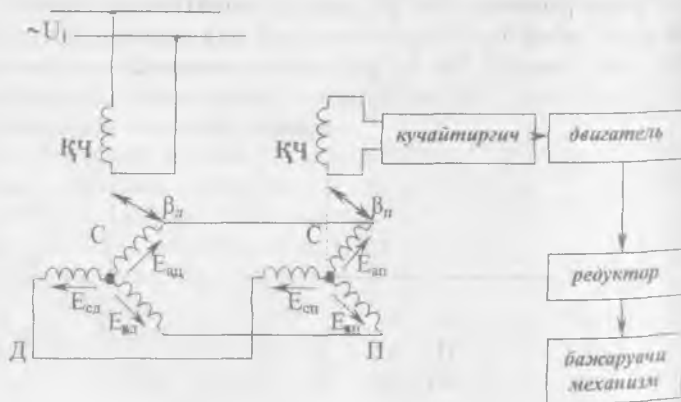 ~U₁
ҚЧ
ҚЧ
кучайтиргич
двигатель
βд
βп
С
С
Eад
Eап
редуктор
Eсд
Eсп
Eвд
Eвп
Д
П
бажарувчи
механизм